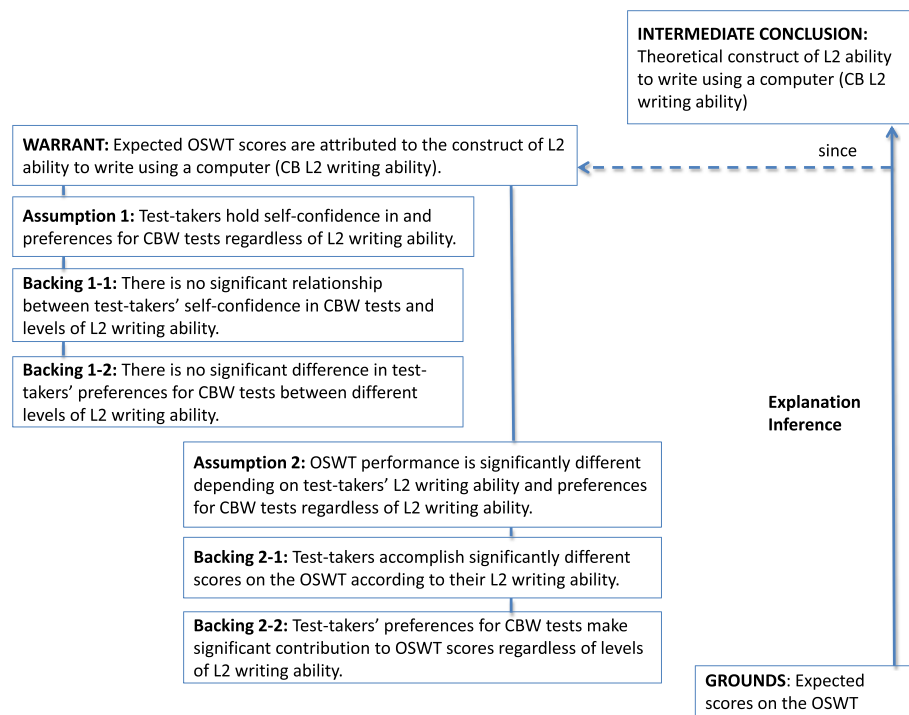 INTERMEDIATE CONCLUSION:
Theoretical construct of L2 ability
to write using a computer (CB L2
writing ability)
WARRANT: Expected OSWT scores are attributed to the construct of L2
ability to write using a computer (CB L2 writing ability).
since
Assumption 1: Test-takers hold self-confidence in and
preferences for CBW tests regardless of L2 writing ability.
Backing 1-1: There is no significant relationship
between test-takers’ self-confidence in CBW tests and
levels of L2 writing ability.
Backing 1-2: There is no significant difference in test-
takers’ preferences for CBW tests between different
levels of L2 writing ability.
Explanation
Inference
Assumption 2: OSWT performance is significantly different
depending on test-takers’ L2 writing ability and preferences
for CBW tests regardless of L2 writing ability.
Backing 2-1: Test-takers accomplish significantly different
scores on the OSWT according to their L2 writing ability.
Backing 2-2: Test-takers’ preferences for CBW tests make
significant contribution to OSWT scores regardless of levels
of L2 writing ability.
GROUNDS: Expected
scores on the OSWT